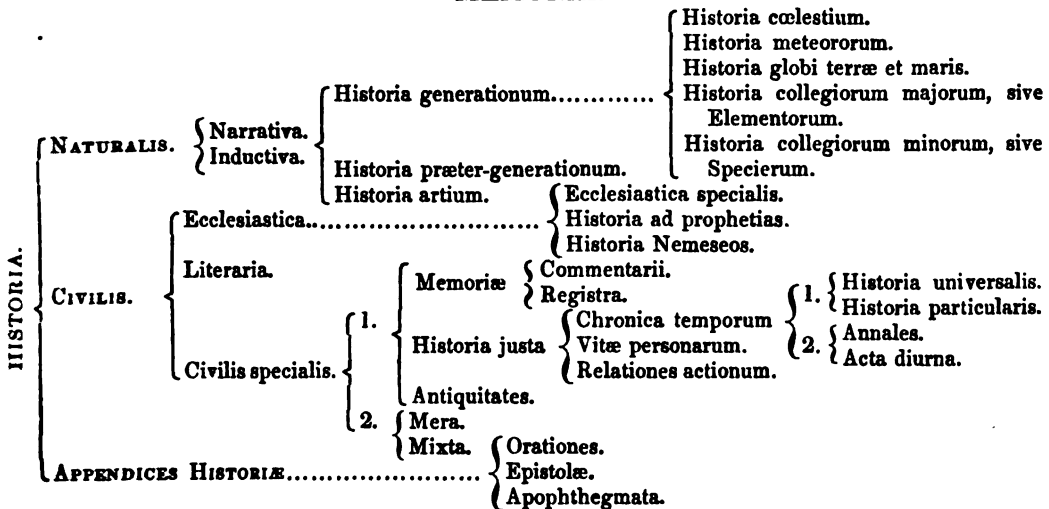 Historia cœlestium.
Historia meteororum.
Historia globi terræ et maris.
Historia generationum.............
Historia collegiorum majorum, sive
Elementorum.
NATURALIS.
Narrativa.
Inductiva.
Historia collegiorum minorum, sive
Specierum.
Historia præter-generationum.
Historia artium.
Ecclesiastica..............................
Ecclesiastica specialis.
Historia ad prophetias.
Historia Nemeseos.
HISTORIA.
CIVILIS.
Literaria.
Civilis specialis.
1.
Memoriæ
Commentarii.
Registra.
Historia justa
Chronica temporum
Vitæ personarum.
Relationes actionum.
1.
Historia universalis.
Historia particularis.
2.
Annales.
Acta diurna.
Antiquitates.
2.
Mera.
Mixta.
APPENDICES HISTORIÆ........................
Orationes.
Epistolæ.
Apophthegmata.